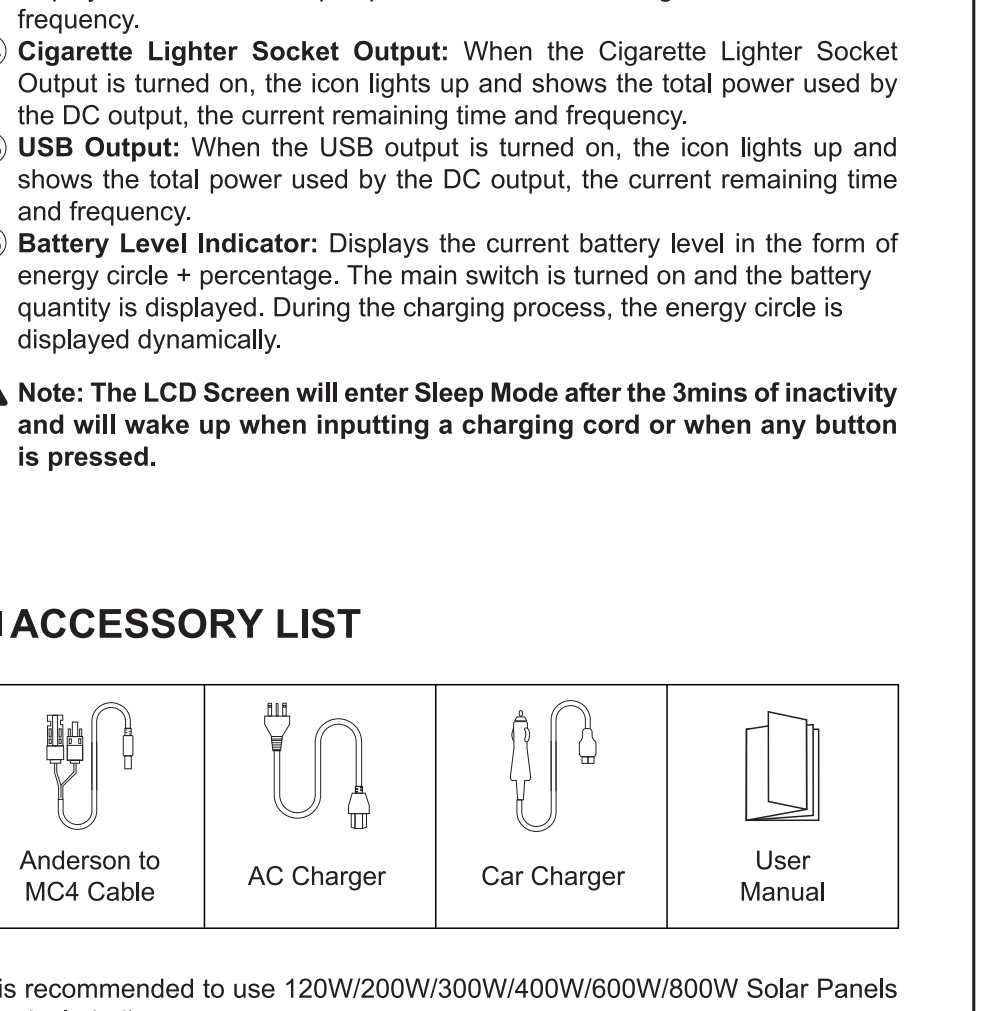 frequency.
Cigarette Lighter Socket Output: When the Cigarette Lighter Socket
Output is turned on, the icon lights up and shows the total power used by
the DC output, the current remaining time and frequency.
USB Output: When the USB output is turned on, the icon lights up and
shows the total power used by the DC output, the current remaining time
and frequency.
Battery Level Indicator: Displays the current battery level in the form of
energy circle + percentage. The main switch is turned on and the battery
quantity is displayed. During the charging process, the energy circle is
displayed dynamically.
Note: The LCD Screen will enter Sleep Mode after the 3mins of inactivity
and will wake up when inputting a charging cord or when any button
is pressed.
ACCESSORY LIST
Anderson to
MC4 Cable
AC Charger
Car Charger
User
Manual
is recommended to use 120W/200W/300W/400W/600W/800W Solar Panels